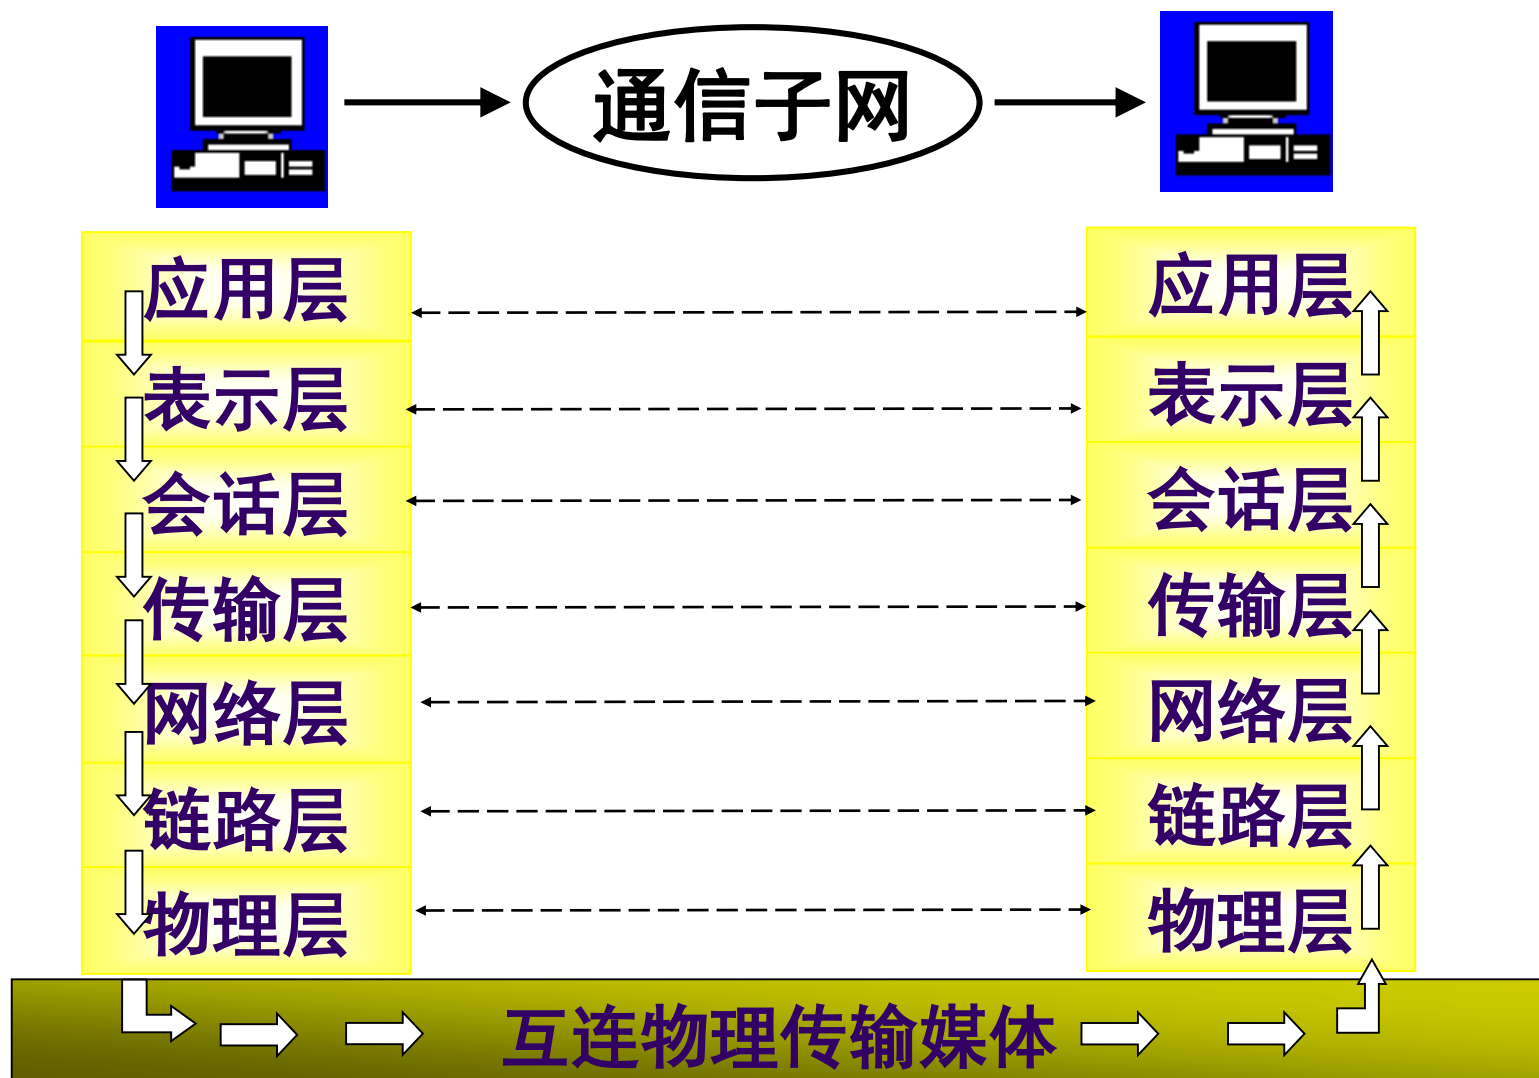 通信子网
应用层
应用层
表示层
表示层
会话层
会话层
传输层
传输层
网络层
网络层
链路层
链路层
物理层
物理层
互连物理传输媒体